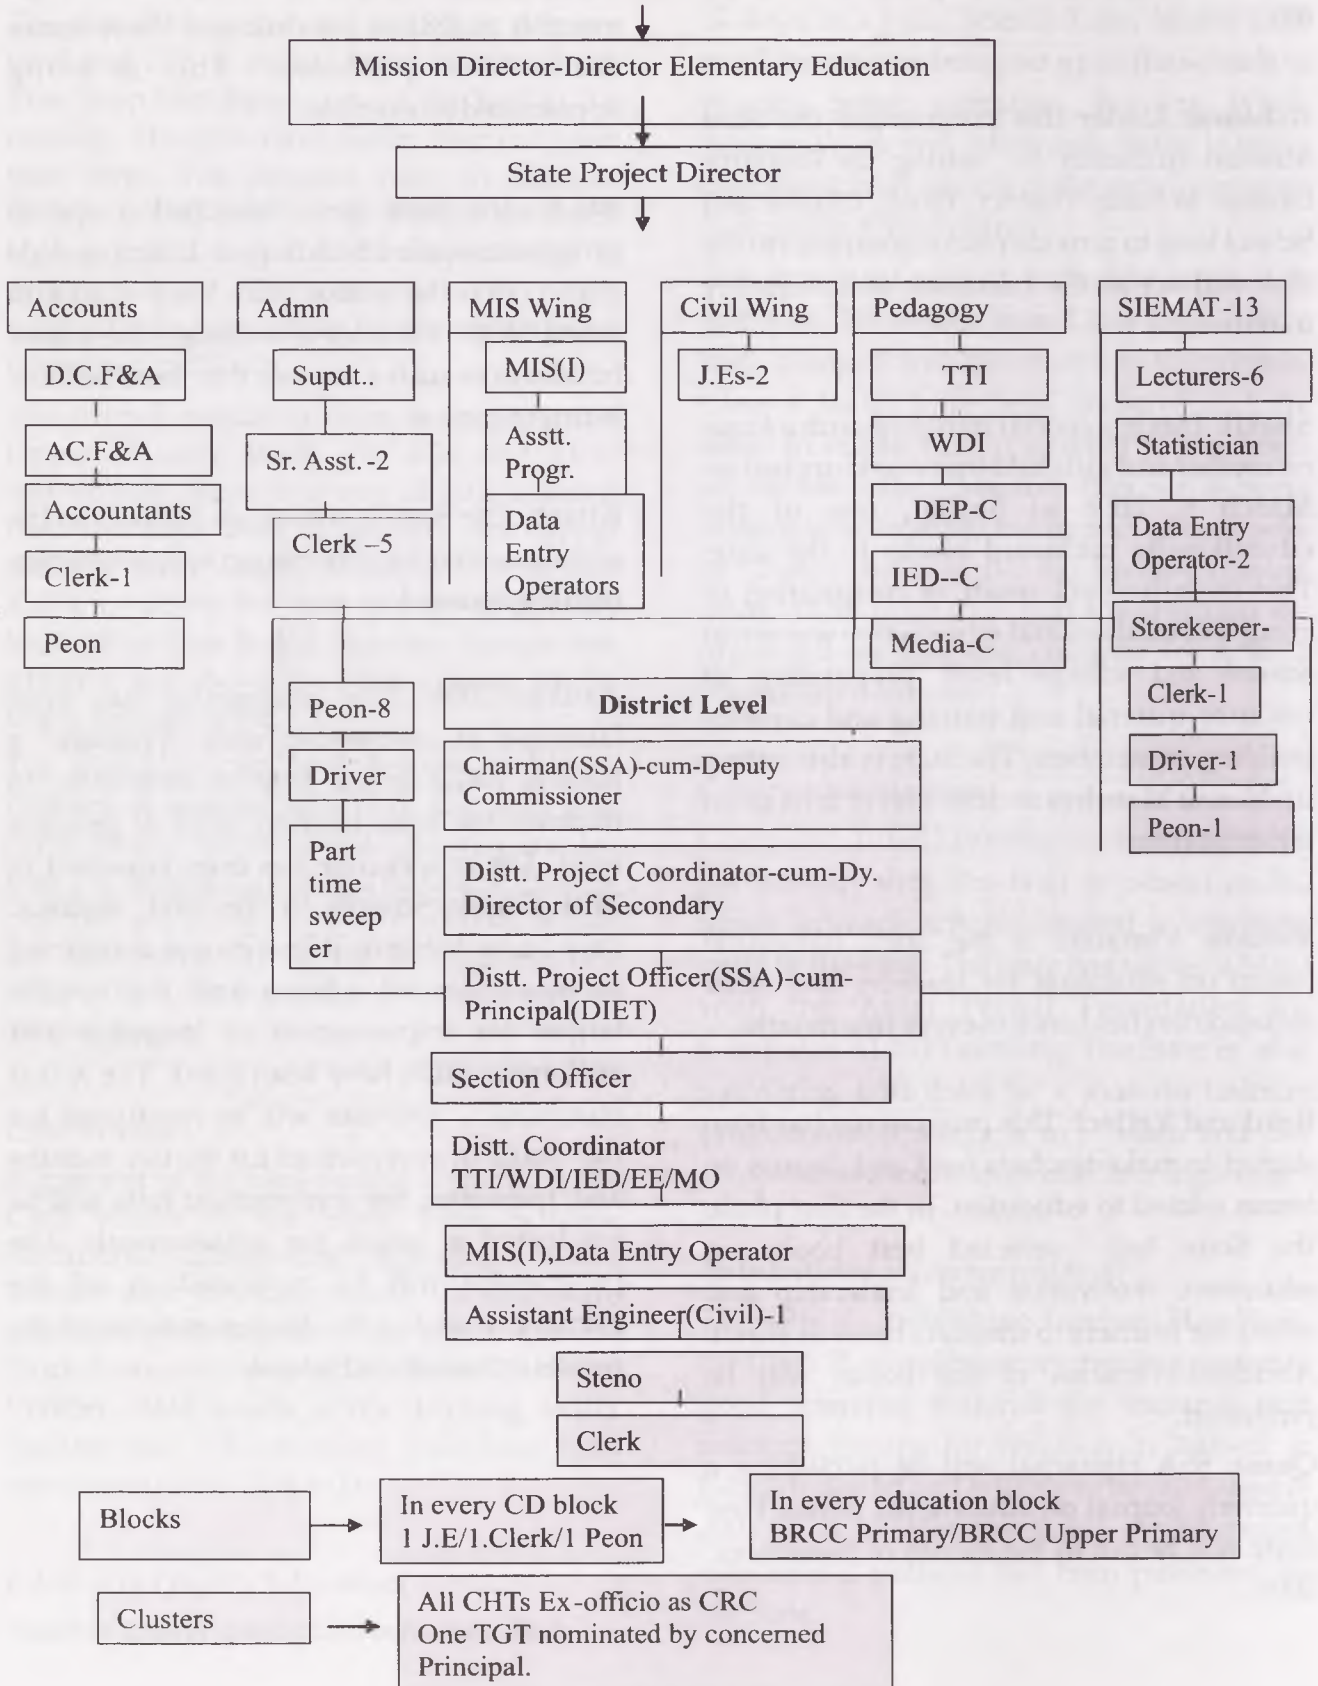 Mission Director-Director Elementary Education
State Project Director
Accounts
D.C.F&A
AC.F&A
Accountants
Clerk-1
Peon
Admn
Supdt..
Sr. Asst.-2
Clerk –5
Peon-8
Driver
Part
time
sweep
er
MIS Wing
MIS(I)
Asstt.
Progr.
Data
Entry
Operators
Civil Wing
J.Es-2
Pedagogy
TTI
WDI
DEP-C
IED--C
Media-C
SIEMAT-13
Lecturers-6
Statistician
Data Entry
Operator-2
Storekeeper-
Clerk-1
Driver-1
Peon-1
District Level
Chairman(SSA)-cum-Deputy
Commissioner
Distt. Project Coordinator-cum-Dy.
Director of Secondary
Distt. Project Officer(SSA)-cum-
Principal(DIET)
Section Officer
Distt. Coordinator
TTI/WDI/IED/EE/MO
MIS(I),Data Entry Operator
Assistant Engineer(Civil)-1
Steno
Clerk
Blocks
In every CD block
1 J.E/1.Clerk/1 Peon
In every education block
BRCC Primary/BRCC Upper Primary
Clusters
All CHTs Ex-officio as CRC
One TGT nominated by concerned
Principal.